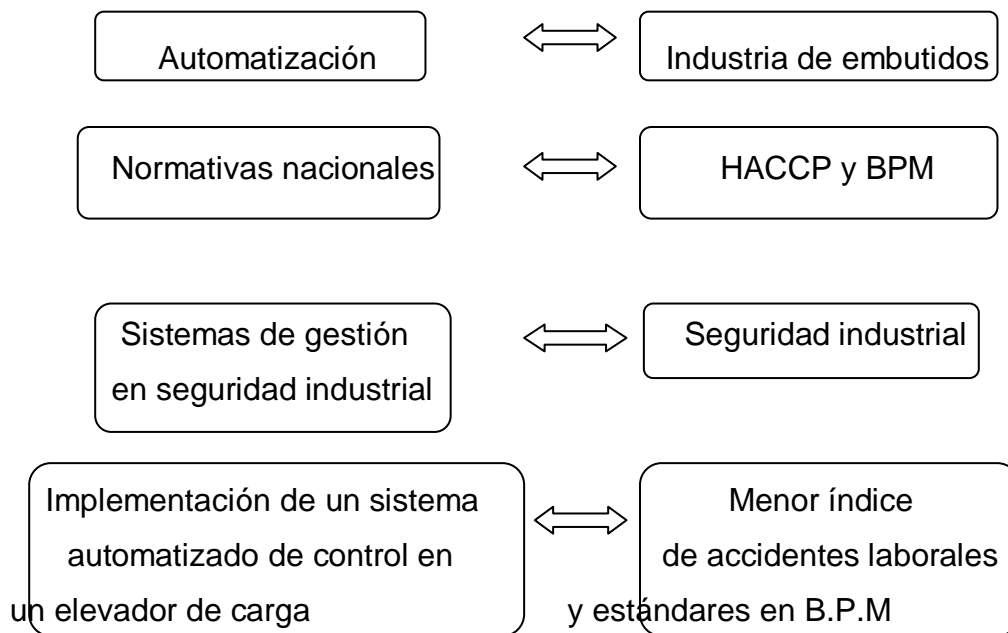 Automatización
Industria de embutidos
Normativas nacionales
HACCP y BPM
Sistemas de gestión
en seguridad industrial
Seguridad industrial
Implementación de un sistema
automatizado de control en
un elevador de carga
Menor índice
de accidentes laborales
y estándares en B.P.M